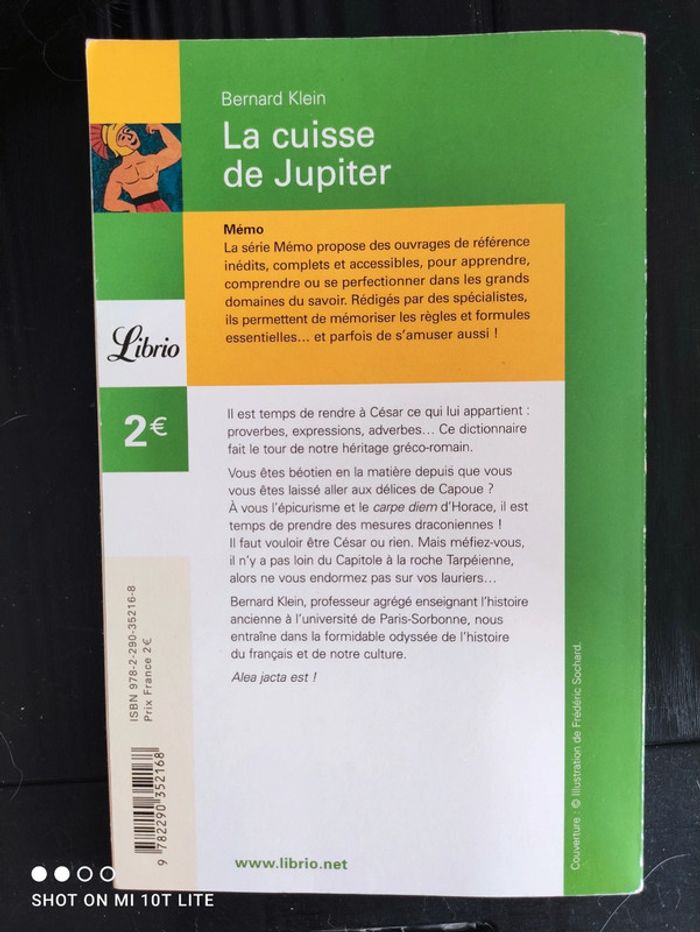 Bernard Klein
La cuisse
de Jupiter
Mémo
La série Mémo propose des ouvrages de référence
inédits, complets et accessibles, pour apprendre,
comprendre ou se perfectionner dans les grands
domaines du savoir. Rédigés par des spécialistes,
ils permettent de mémoriser les règles et formules
essentielles... et parfois de s'amuser aussi !
Librio
2€
Il est temps de rendre à César ce qui lui appartient :
proverbes, expressions, adverbes... Ce dictionnaire
fait le tour de notre héritage gréco-romain.
Vous êtes béotien en la matière depuis que vous
vous êtes laissé aller aux délices de Capoue ?
À vous l'épicurisme et le carpe diem d'Horace, il est
temps de prendre des mesures draconiennes !
Il faut vouloir être César ou rien. Mais méfiez-vous,
il n'y a pas loin du Capitole à la roche Tarpéienne,
alors ne vous endormez pas sur vos lauriers...
Bernard Klein, professeur agrégé enseignant l'histoire
ancienne à l'université de Paris-Sorbonne, nous
entraîne dans la formidable odyssée de l'histoire
du français et de notre culture.
Alea jacta est !
ISBN 978-2-290-35216-8
Prix France 2€
9 782290 352168
www.librio.net
Couverture : © Illustration de Frédéric Sochard.
SHOT ON MI 10T LITE